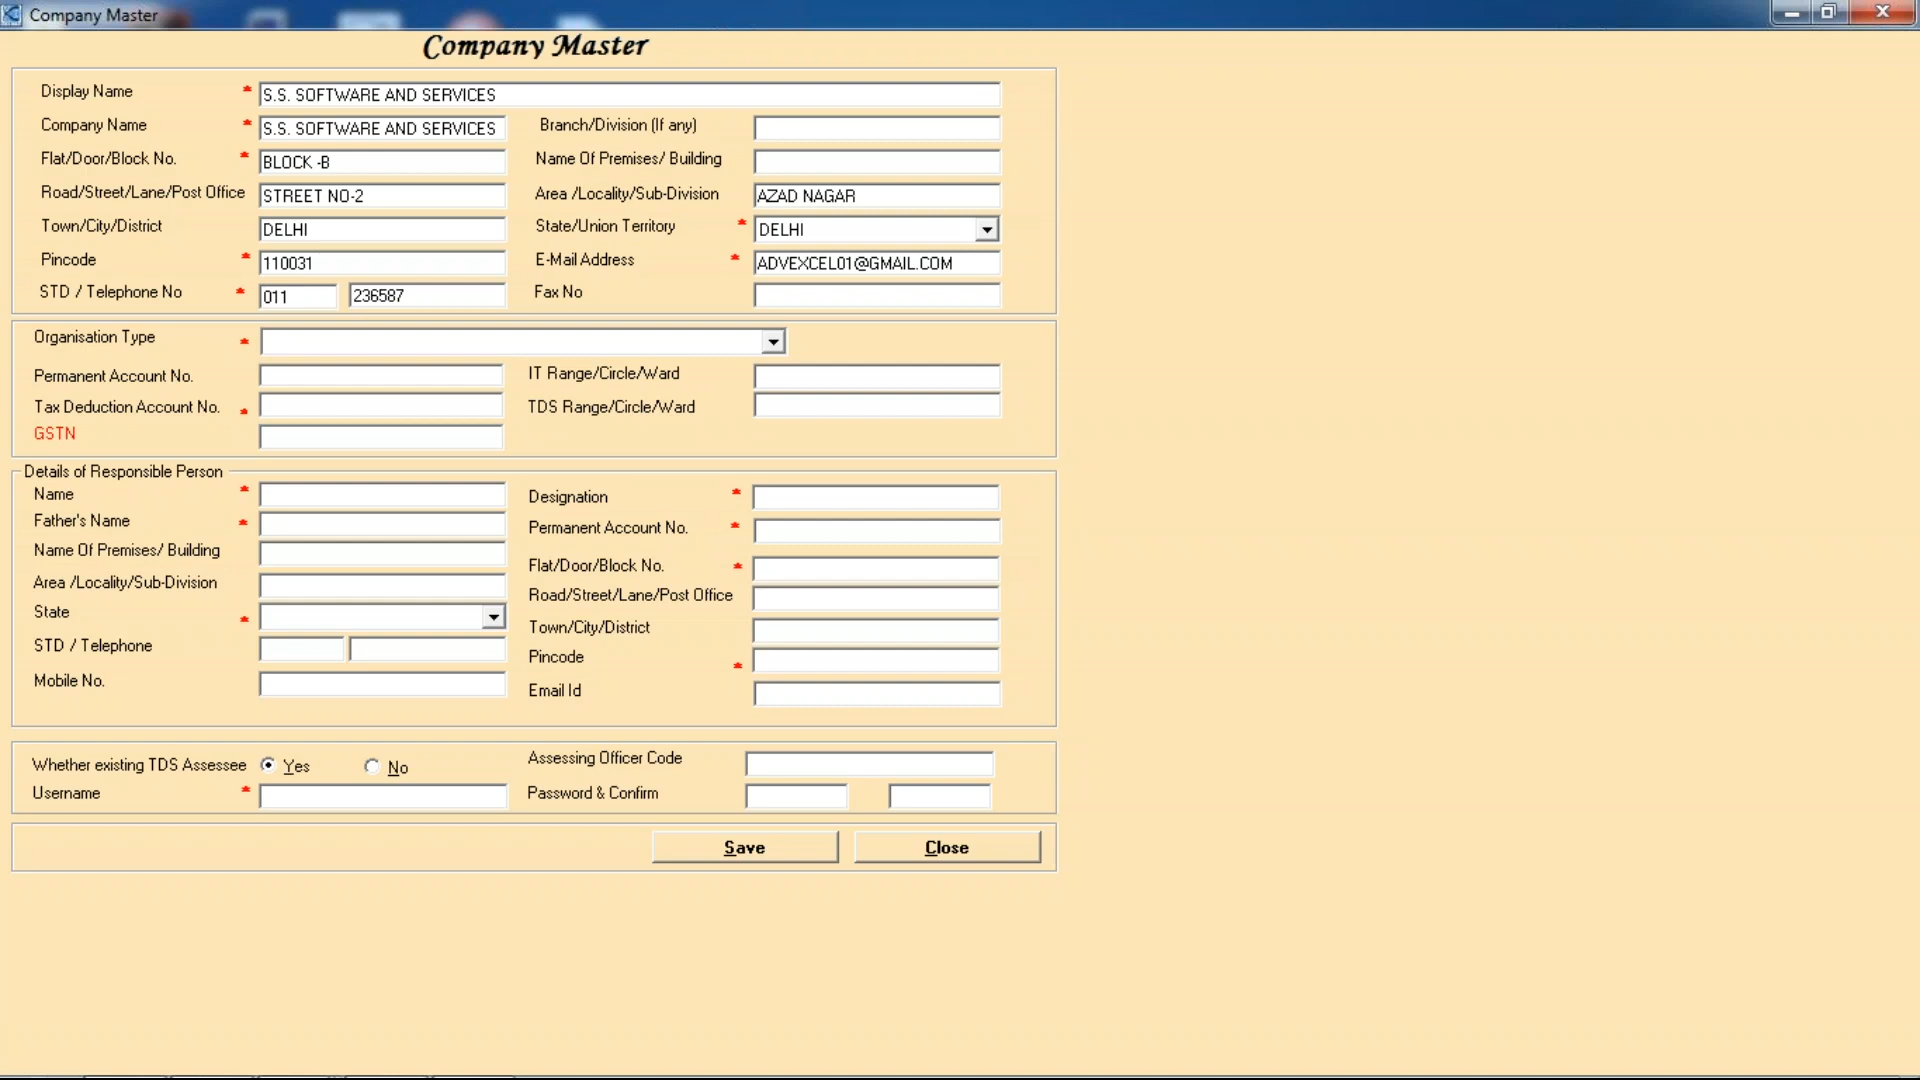 Company Master
Company Master
Display Name * S.S. SOFTWARE AND SERVICES
Company Name * S.S. SOFTWARE AND SERVICES Branch/Division (If any)
Flat/Door/Block No. * BLOCK -B Name Of Premises/ Building
Road/Street/Lane/Post Office STREET NO-2 Area /Locality/Sub-Division AZAD NAGAR
Town/City/District DELHI State/Union Territory * DELHI
Pincode * 110031 E-Mail Address * ADVEXCEL01@GMAIL.COM
STD / Telephone No * 011 236587 Fax No
Organisation Type *
Permanent Account No. IT Range/Circle/Ward
Tax Deduction Account No. * TDS Range/Circle/Ward
GSTN
Details of Responsible Person
Name * Designation *
Father's Name * Permanent Account No. *
Name Of Premises/ Building Flat/Door/Block No. *
Area /Locality/Sub-Division Road/Street/Lane/Post Office
State * Town/City/District
STD / Telephone Pincode *
Mobile No. Email Id
Whether existing TDS Assessee Yes No Assessing Officer Code
Username * Password & Confirm
Save Close